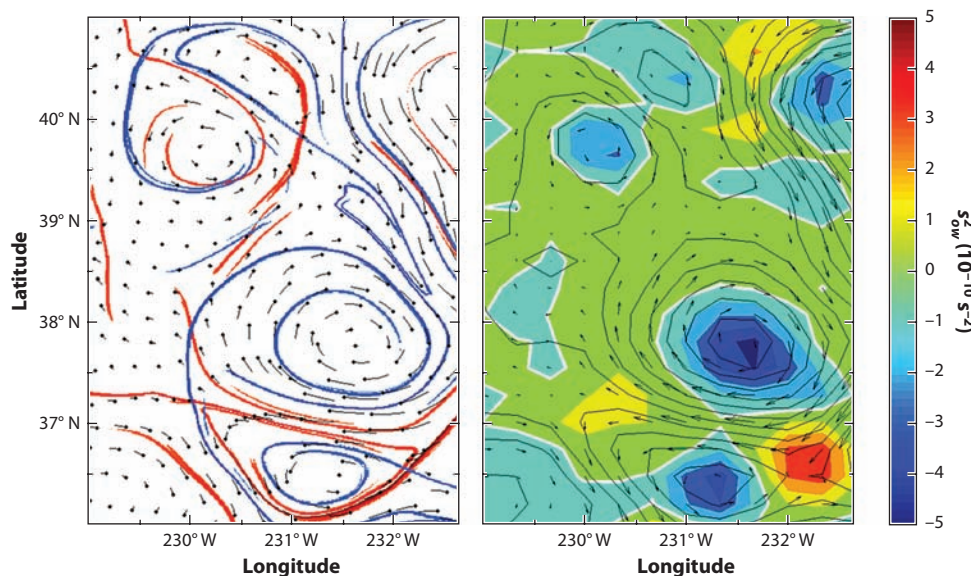 Latitude
40° N
39° N
38° N
37° N
230° W
231° W
232° W
Longitude
230° W
231° W
232° W
Longitude
5
4
3
2
1
0
−1
−2
−3
−4
−5
s²ow (10⁻¹⁰ s⁻²)